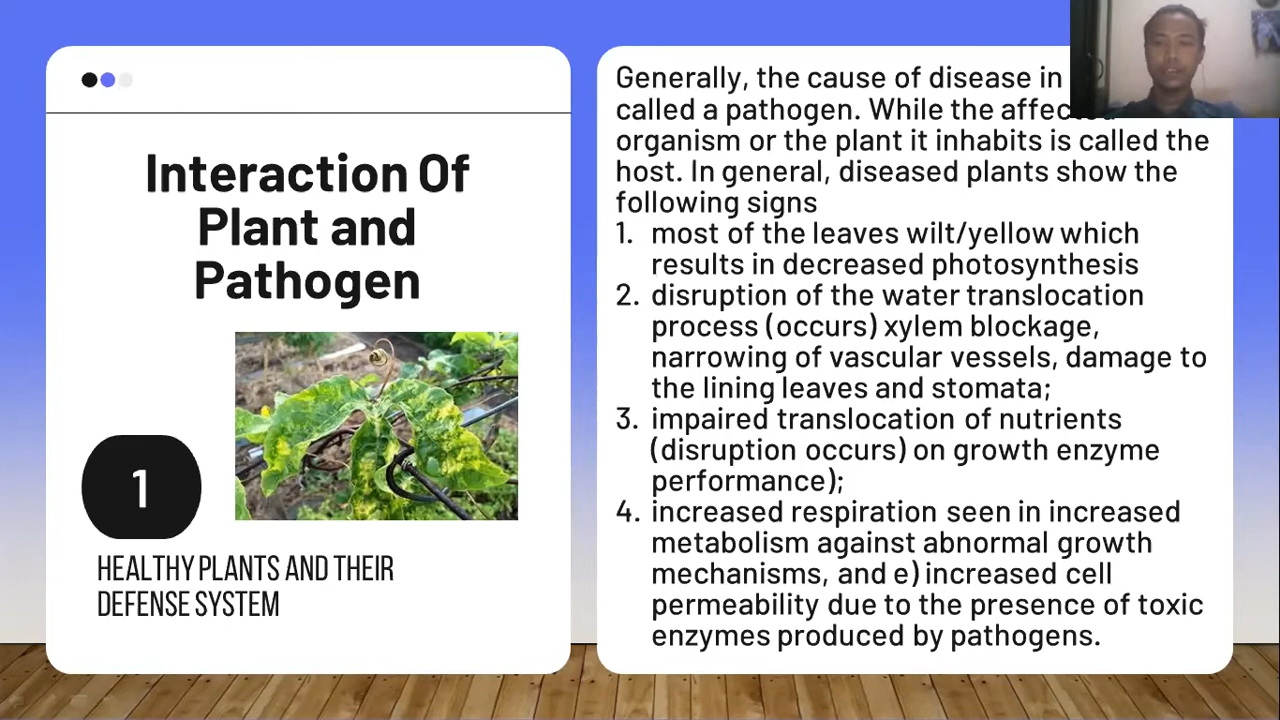 Interaction Of
Plant and
Pathogen
1
HEALTHY PLANTS AND THEIR
DEFENSE SYSTEM
Generally, the cause of disease in
called a pathogen. While the affected
organism or the plant it inhabits is called the
host. In general, diseased plants show the
following signs
1. most of the leaves wilt/yellow which
results in decreased photosynthesis
2. disruption of the water translocation
process (occurs) xylem blockage,
narrowing of vascular vessels, damage to
the lining leaves and stomata;
3. impaired translocation of nutrients
(disruption occurs) on growth enzyme
performance);
4. increased respiration seen in increased
metabolism against abnormal growth
mechanisms, and e) increased cell
permeability due to the presence of toxic
enzymes produced by pathogens.